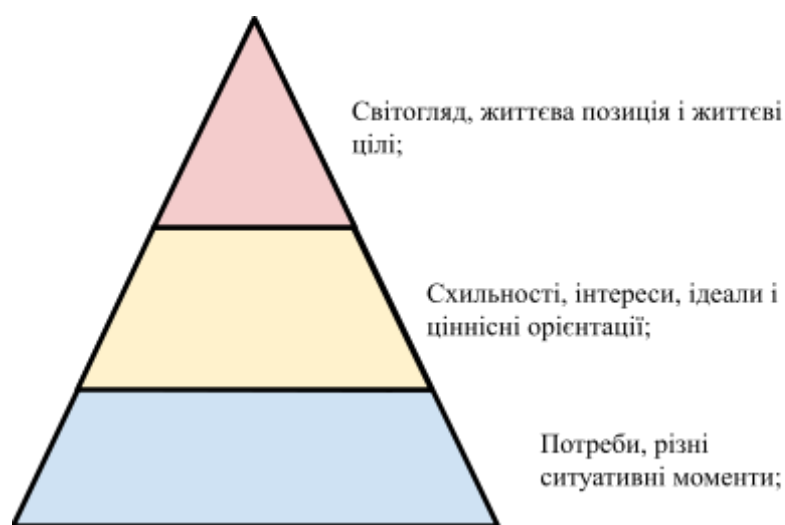 Світогляд, життєва позиція і життєві
цілі;
Схильності, інтереси, ідеали і
ціннісні орієнтації;
Потреби, різні
ситуативні моменти;